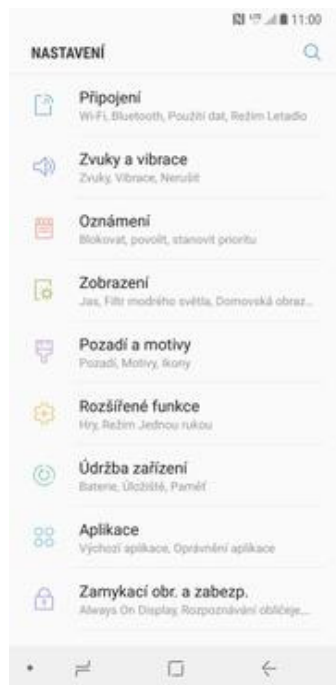 11:00
NASTAVENÍ
Připojení
Wi-Fi, Bluetooth, Použití dat, Režim Letadlo
Zvuky a vibrace
Zvuky, Vibrace, Nerušit
Oznámení
Blokovat, povolit, stanovit prioritu
Zobrazení
Jas, Filtr modrého světla, Domovská obraz...
Pozadí a motivy
Pozadí, Motivy, Ikony
Rozšířené funkce
Hry, Režim Jednou rukou
Údržba zařízení
Baterie, Úložiště, Paměť
Aplikace
Výchozí aplikace, Oprávnění aplikace
Zamykací obr. a zabezp.
Always On Display, Rozpoznávání obličeje,...